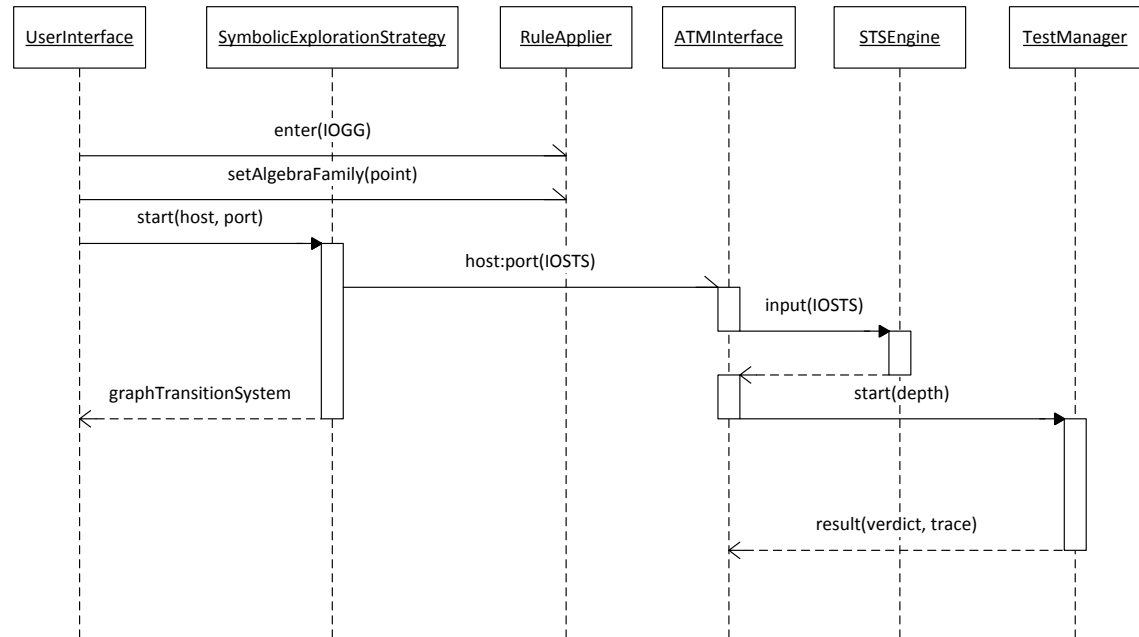 UserInterface
SymbolicExplorationStrategy
RuleApplier
ATMInterface
STSEngine
TestManager
enter(IOGG)
setAlgebraFamily(point)
start(host, port)
host:port(IOSTS)
input(IOSTS)
graphTransitionSystem
start(depth)
result(verdict, trace)